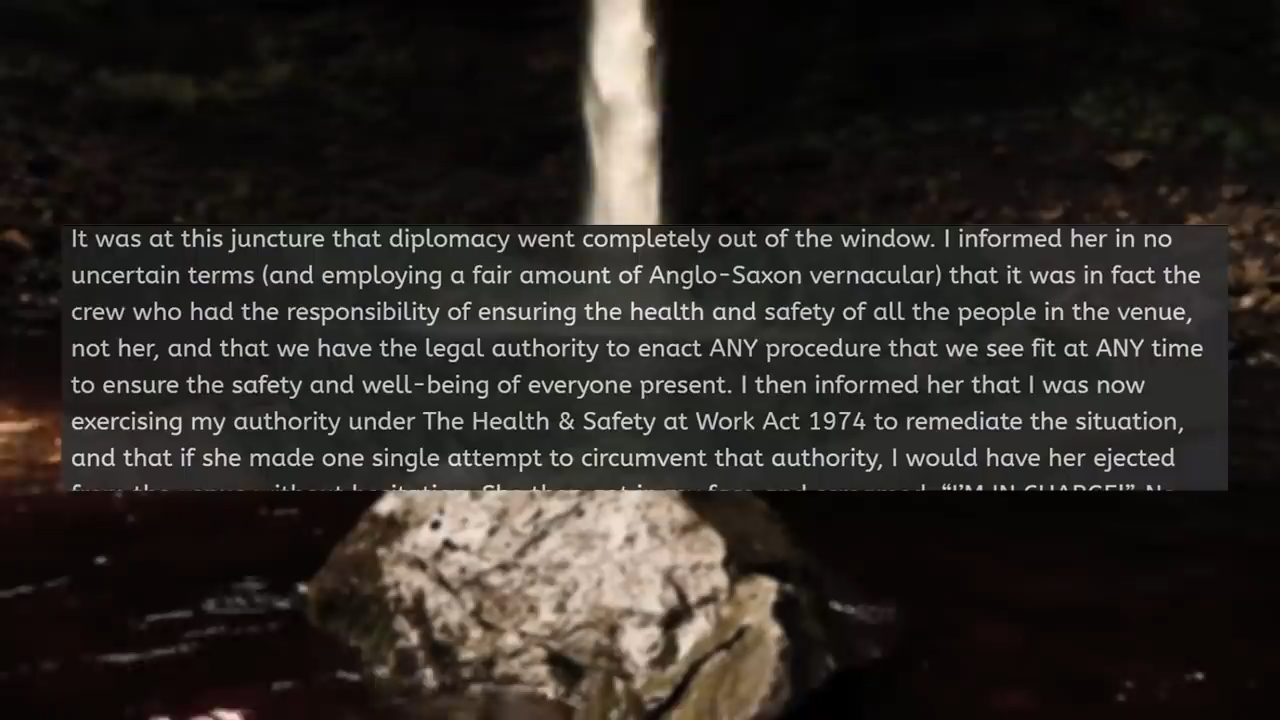 It was at this juncture that diplomacy went completely out of the window. I informed her in no
uncertain terms (and employing a fair amount of Anglo-Saxon vernacular) that it was in fact the
crew who had the responsibility of ensuring the health and safety of all the people in the venue,
not her, and that we have the legal authority to enact ANY procedure that we see fit at ANY time
to ensure the safety and well-being of everyone present. I then informed her that I was now
exercising my authority under The Health & Safety at Work Act 1974 to remediate the situation,
and that if she made one single attempt to circumvent that authority, I would have her ejected